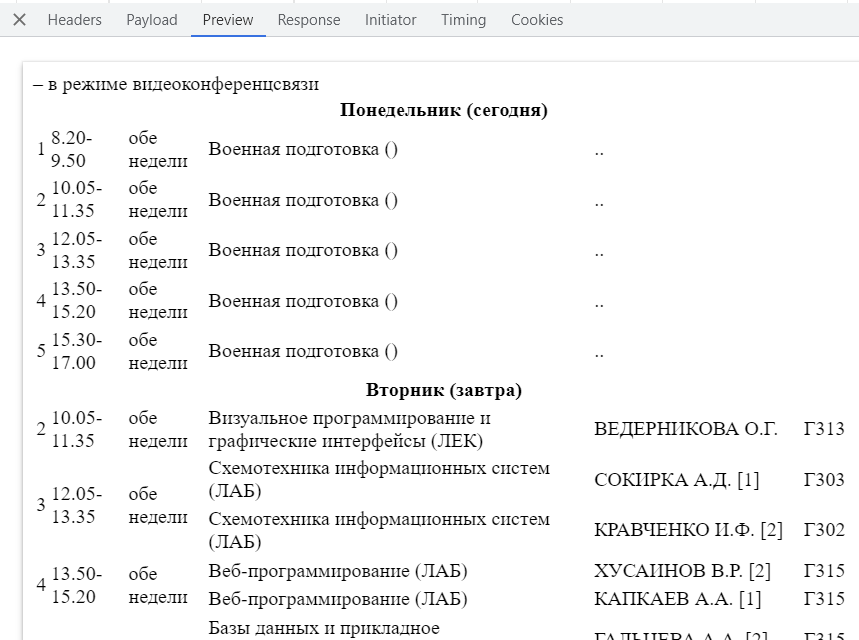 Headers Payload Preview Response Initiator Timing Cookies
– в режиме видеоконференцсвязи
Понедельник (сегодня)
1 8.20-9.50 обе недели Военная подготовка () ..
2 10.05-11.35 обе недели Военная подготовка () ..
3 12.05-13.35 обе недели Военная подготовка () ..
4 13.50-15.20 обе недели Военная подготовка () ..
5 15.30-17.00 обе недели Военная подготовка () ..
Вторник (завтра)
2 10.05-11.35 обе недели Визуальное программирование и графические интерфейсы (ЛЕК) ВЕДЕРНИКОВА О.Г. Г313
3 12.05-13.35 обе недели Схемотехника информационных систем (ЛАБ) СОКИРКА А.Д. [1] Г303
Схемотехника информационных систем (ЛАБ) КРАВЧЕНКО И.Ф. [2] Г302
4 13.50-15.20 обе недели Веб-программирование (ЛАБ) ХУСАИНОВ В.Р. [2] Г315
Веб-программирование (ЛАБ) КАПКАЕВ А.А. [1] Г315
Базы данных и прикладное ГАЛЬЦЕВА А.А. [2] Г315